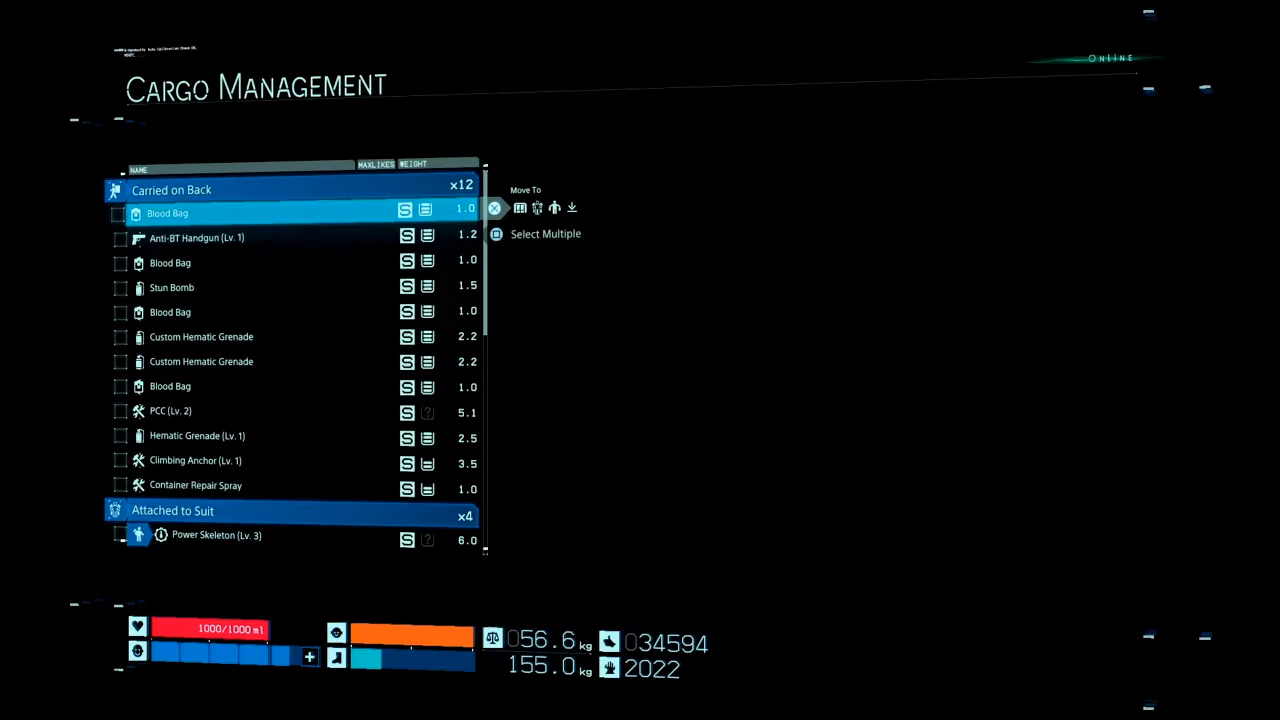 READY.
Online
Cargo Management
NAME MAXLIKES WEIGHT
Carried on Back x12
Blood Bag S 1.0
Anti-BT Handgun (Lv. 1) S 1.2
Blood Bag S 1.0
Stun Bomb S 1.5
Blood Bag S 1.0
Custom Hematic Grenade S 2.2
Custom Hematic Grenade S 2.2
Blood Bag S 1.0
PCC (Lv. 2) S ? 5.1
Hematic Grenade (Lv. 1) S 2.5
Climbing Anchor (Lv. 1) S 3.5
Container Repair Spray S 1.0
Attached to Suit x4
Power Skeleton (Lv. 3) S ? 6.0
Move To
Select Multiple
1000/1000 ml
056.6 kg 034594
155.0 kg 2022